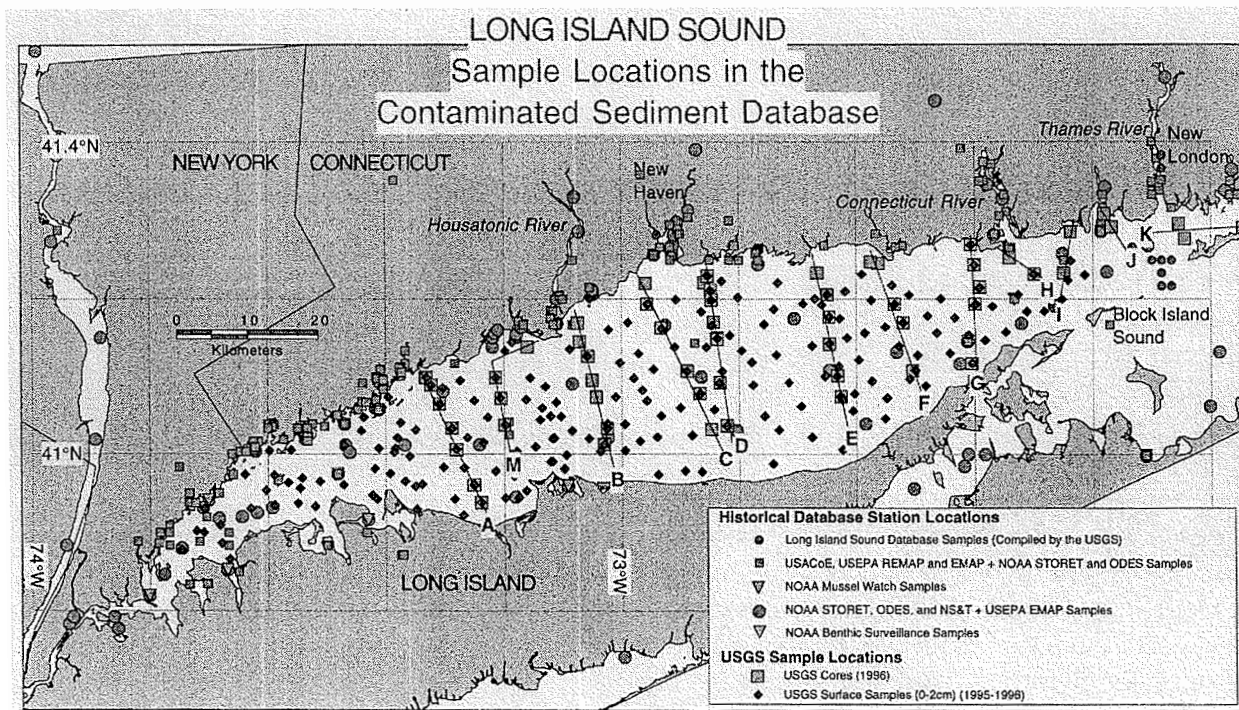 LONG ISLAND SOUND
Sample Locations in the
Contaminated Sediment Database
41.4°N
NEW YORK
CONNECTICUT
Housatonic River
New
Haven
Connecticut River
Thames River
New
London
0 10 20
Kilometers
K
J
H
I
Block Island
Sound
G
F
E
D
C
B
M
A
41°N
74°W
73°W
LONG ISLAND
Historical Database Station Locations
Long Island Sound Database Samples (Compiled by the USGS)
USACoE, USEPA REMAP and EMAP + NOAA STORET and ODES Samples
NOAA Mussel Watch Samples
NOAA STORET, ODES, and NS&T + USEPA EMAP Samples
NOAA Benthic Surveillance Samples
USGS Sample Locations
USGS Cores (1996)
USGS Surface Samples (0-2cm) (1995-1996)